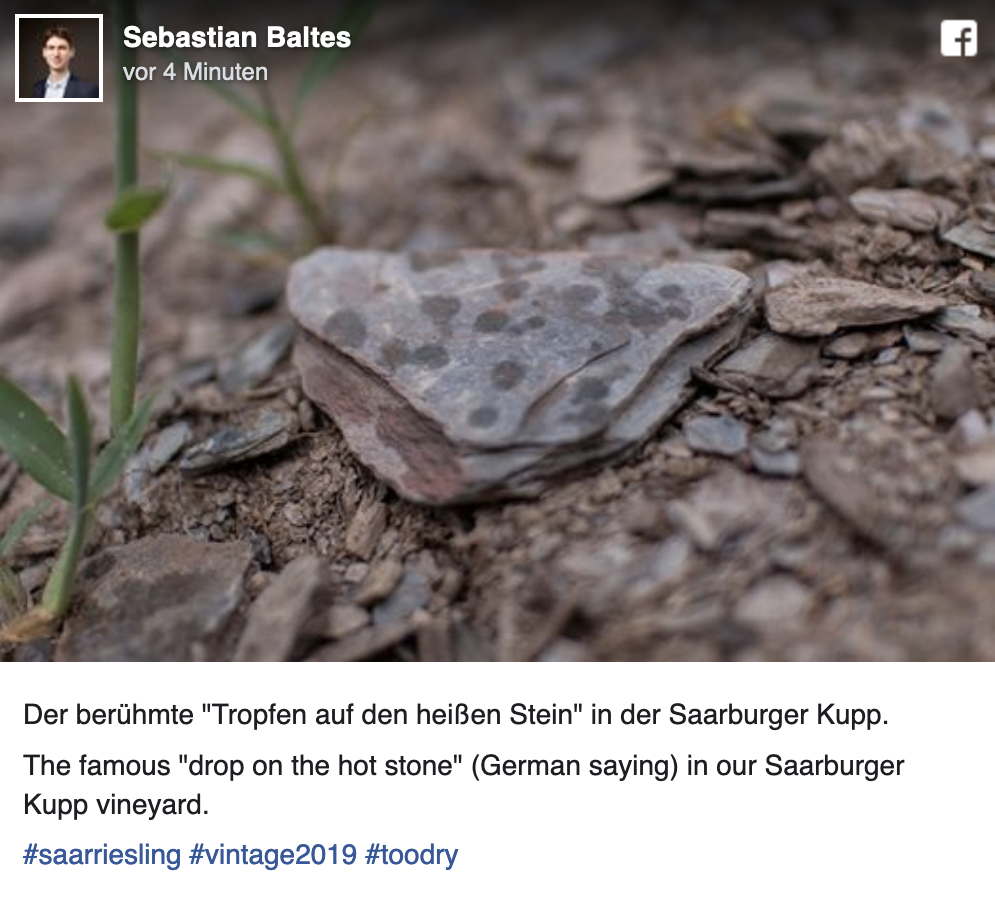 Sebastian Baltes
vor 4 Minuten
Der berühmte "Tropfen auf den heißen Stein" in der Saarburger Kupp.
The famous "drop on the hot stone" (German saying) in our Saarburger
Kupp vineyard.
#saarriesling #vintage2019 #toodry